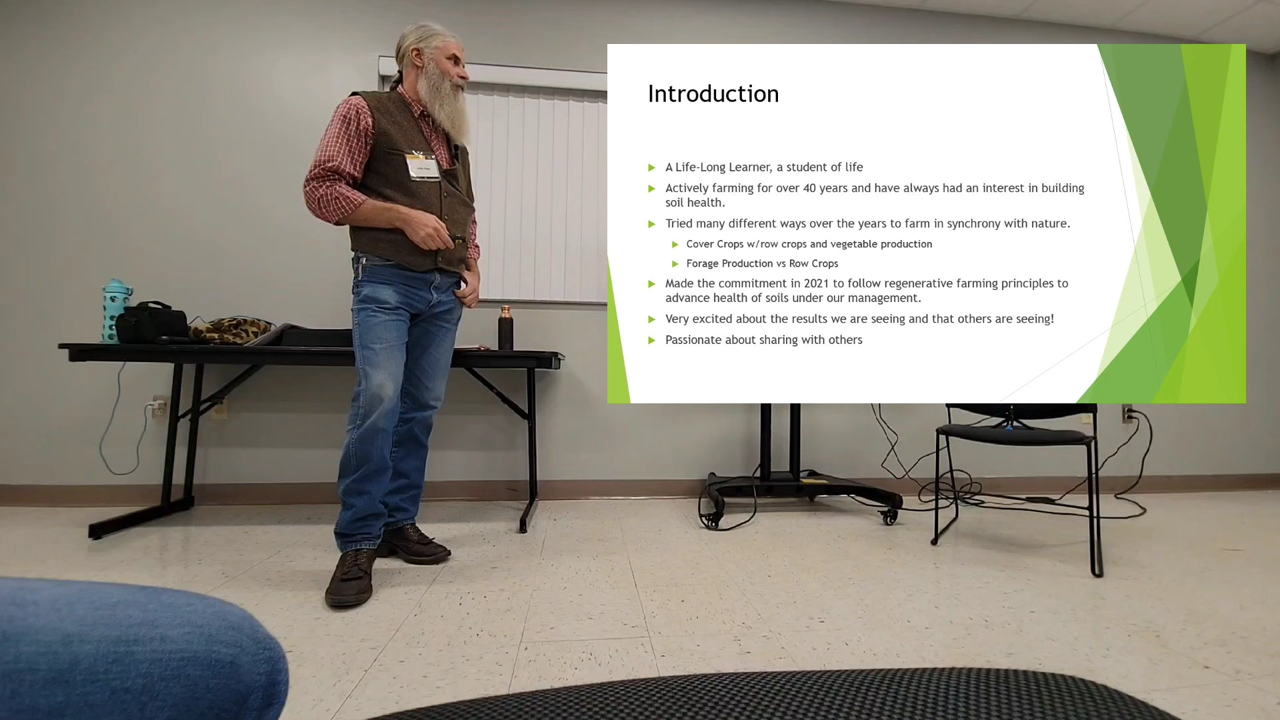 Introduction
A Life-Long Learner, a student of life
Actively farming for over 40 years and have always had an interest in building
soil health.
Tried many different ways over the years to farm in synchrony with nature.
Cover Crops w/row crops and vegetable production
Forage Production vs Row Crops
Made the commitment in 2021 to follow regenerative farming principles to
advance health of soils under our management.
Very excited about the results we are seeing and that others are seeing!
Passionate about sharing with others